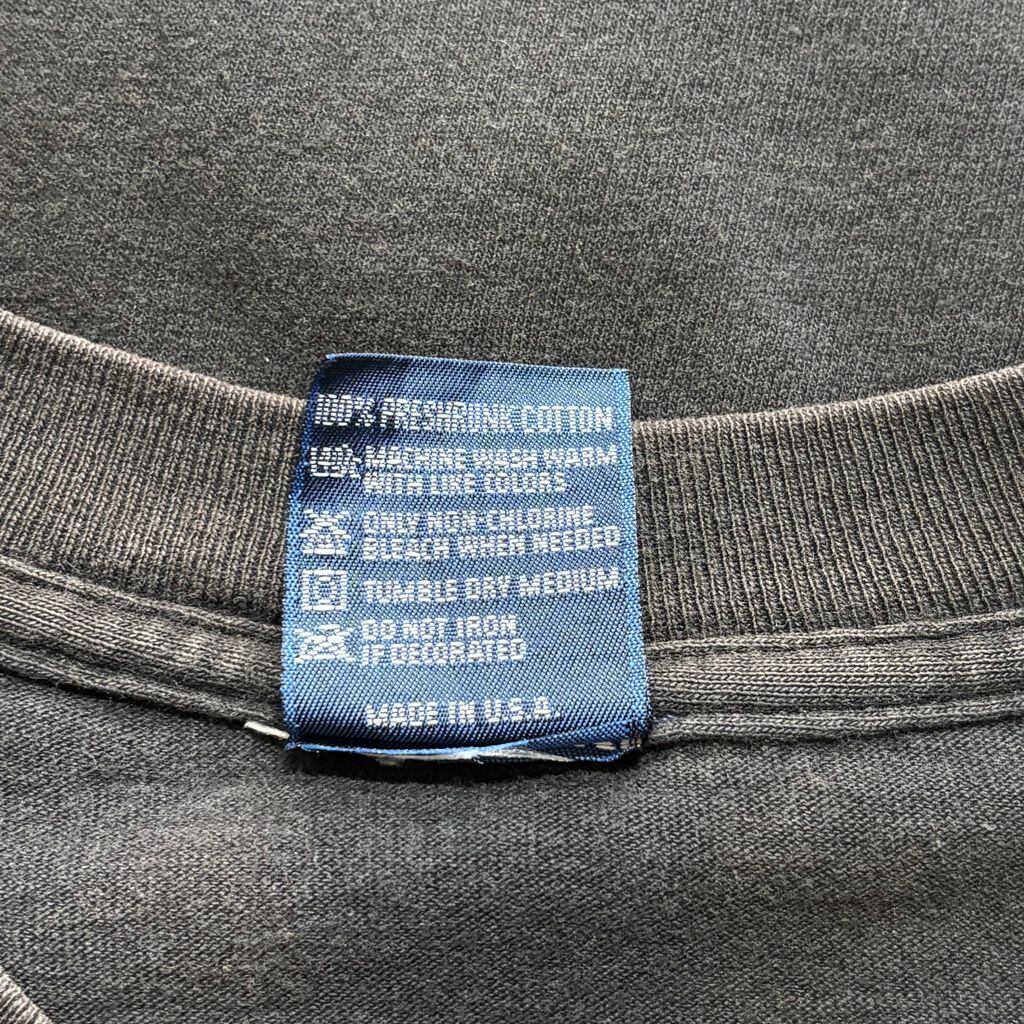 100% PRESHRUNK COTTON
MACHINE WASH WARM
WITH LIKE COLORS
ONLY NON-CHLORINE
BLEACH WHEN NEEDED
TUMBLE DRY MEDIUM
DO NOT IRON
IF DECORATED
MADE IN U.S.A.